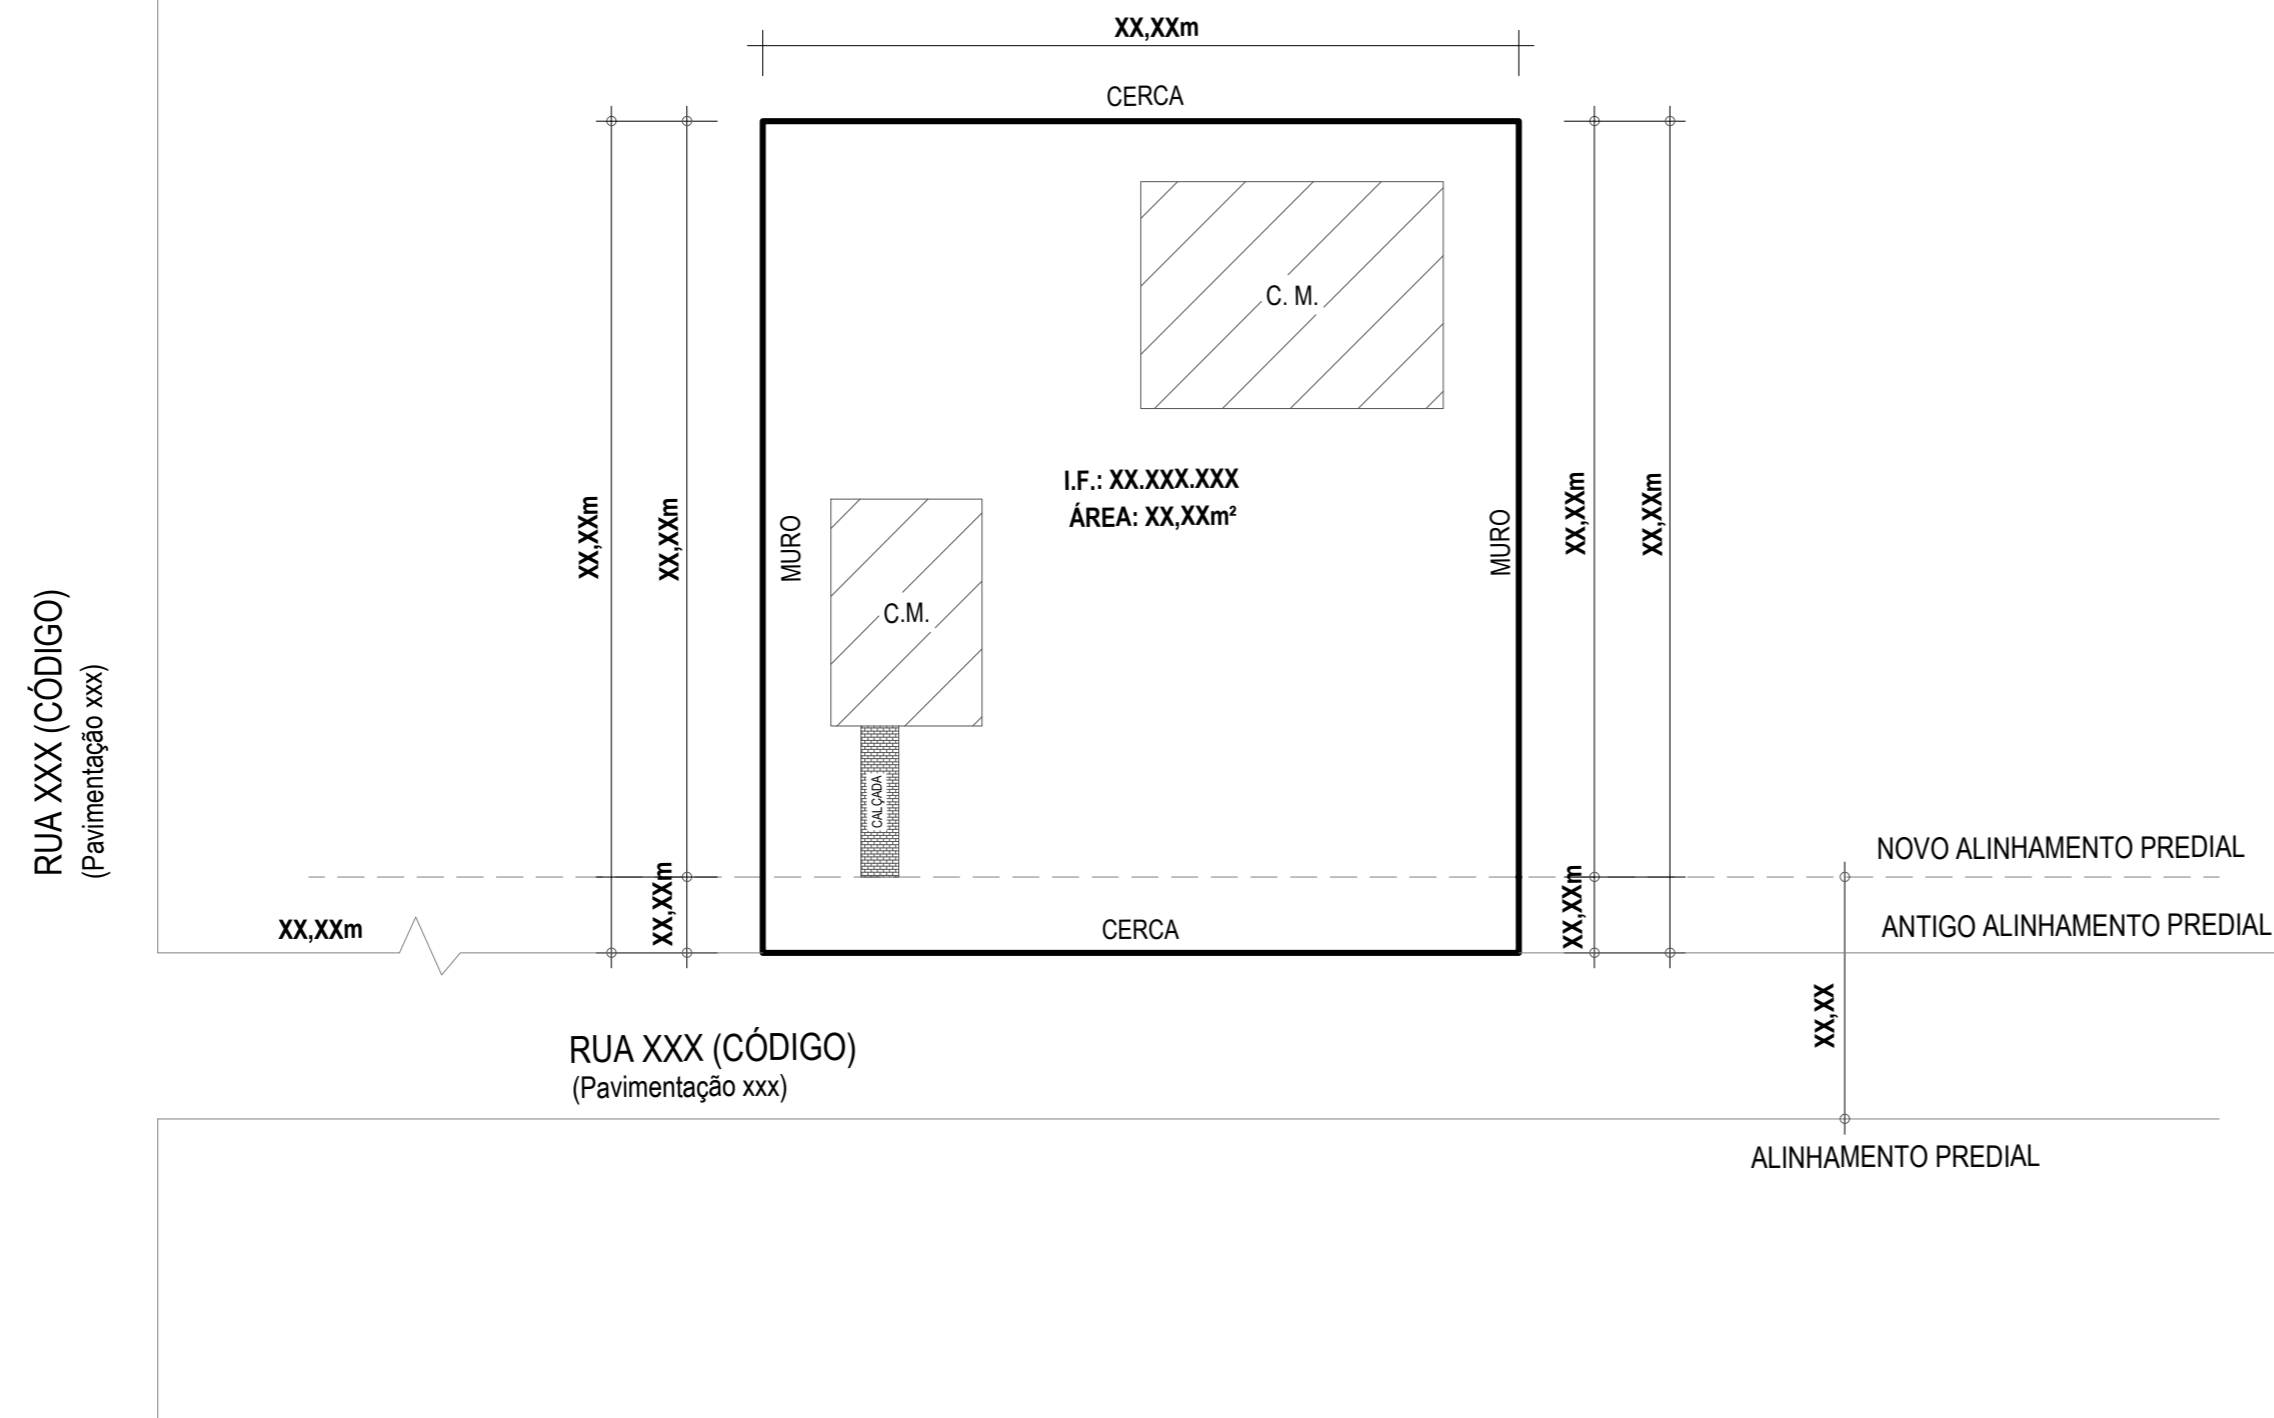 XX,XXm
CERCA
C. M.
I.F.: XX.XXX.XXX
ÁREA: XX,XXm²
XX,XXm
XX,XXm
MURO
MURO
XX,XXm
XX,XXm
C.M.
CALÇADA
RUA XXX (CÓDIGO)
(Pavimentação xxx)
NOVO ALINHAMENTO PREDIAL
XX,XXm
XX,XXm
XX,XXm
CERCA
ANTIGO ALINHAMENTO PREDIAL
XX,XX
RUA XXX (CÓDIGO)
(Pavimentação xxx)
ALINHAMENTO PREDIAL